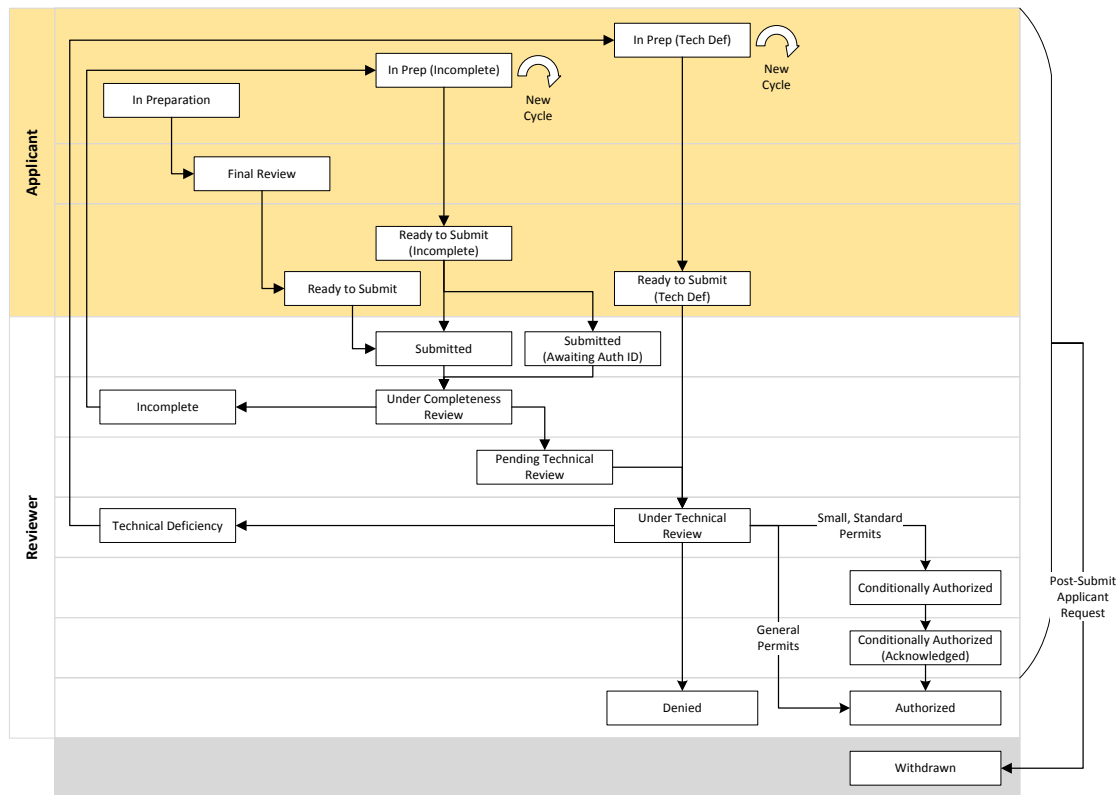 In Prep (Tech Def)
New
Cycle
In Prep (Incomplete)
New
Cycle
In Preparation
Applicant
Final Review
Ready to Submit
(Incomplete)
Ready to Submit
(Tech Def)
Ready to Submit
Submitted
Submitted
(Awaiting Auth ID)
Incomplete
Under Completeness
Review
Pending Technical
Review
Reviewer
Technical Deficiency
Under Technical
Review
Small, Standard
Permits
Conditionally Authorized
Post-Submit
Applicant
Request
General
Permits
Conditionally Authorized
(Acknowledged)
Denied
Authorized
Withdrawn